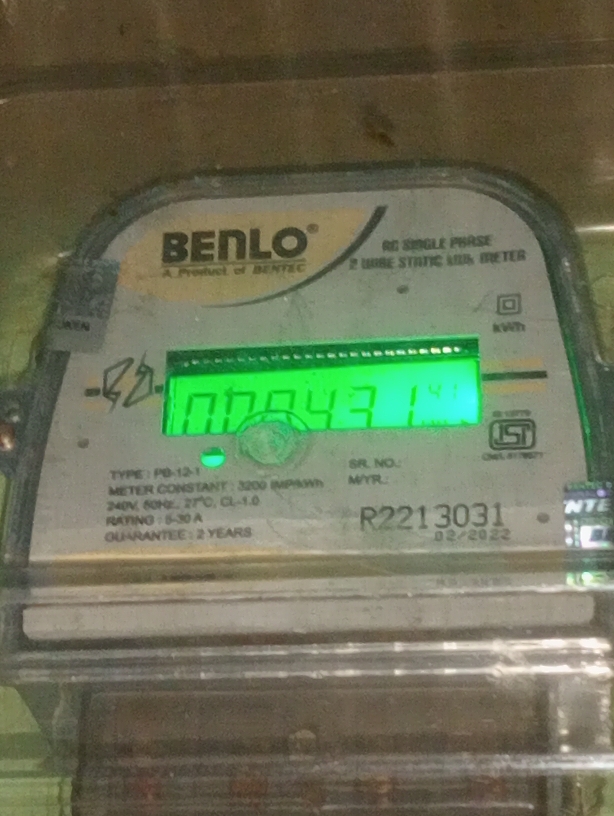 BENLO®
A Product of BENTEC
AC SINGLE PHASE
2 WIRE STATIC kWh METER
kWh
TYPE : PB-12-1
METER CONSTANT : 3200 IMP/kWh
240V, 50Hz, 27°C, CL-1.0
RATING : 5-30 A
GUARANTEE : 2 YEARS
SR. NO.:
M/YR.:
R2213031
02/2022